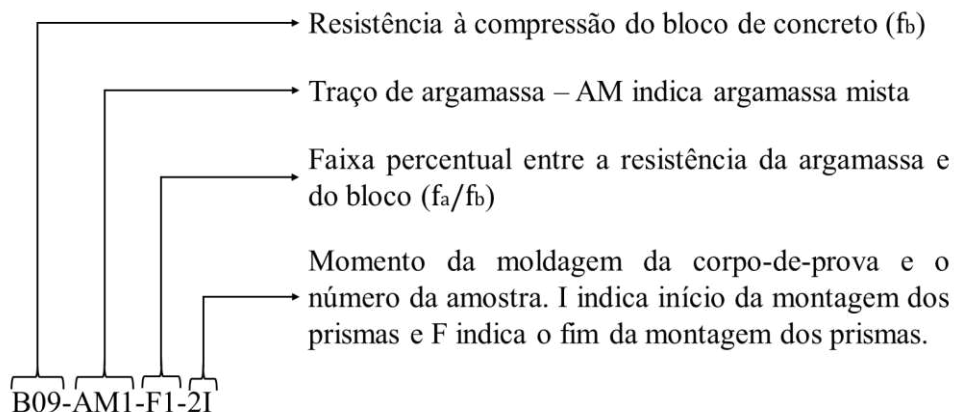 Resistência à compressão do bloco de concreto (fb)
Traço de argamassa – AM indica argamassa mista
Faixa percentual entre a resistência da argamassa e
do bloco (fa/fb)
Momento da moldagem da corpo-de-prova e o
número da amostra. I indica início da montagem dos
prismas e F indica o fim da montagem dos prismas.
B09-AM1-F1-2I